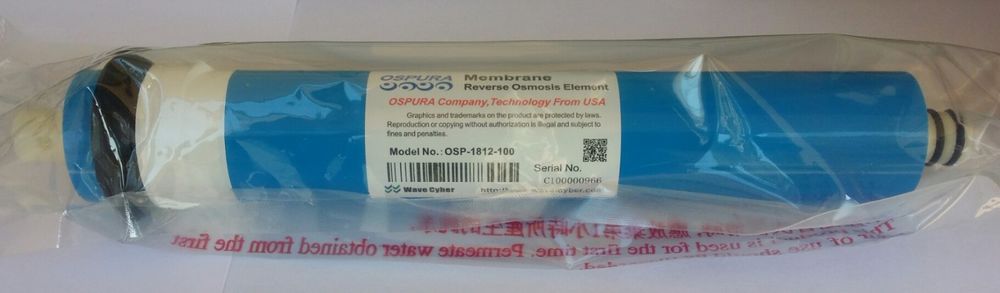 OSPURA
Membrane
Reverse Osmosis Element
OSPURA Company,Technology From USA
Graphics and trademarks on the product are protected by laws.
Reproduction or copying without authorization is illegal and subject to
fines and penalties.
Model No.: OSP-1812-100
Serial No.
C100000966
Wave Cyber
is used for the first time. Permeate water obtained from the first